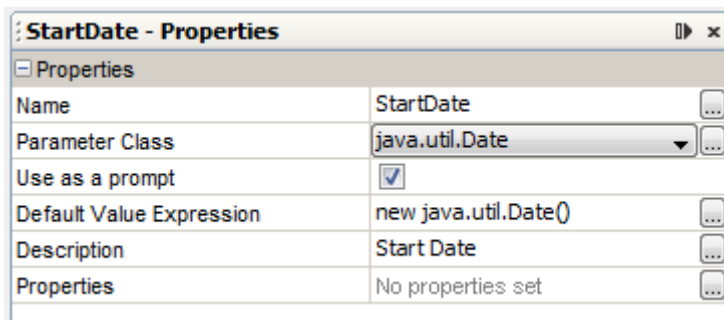 StartDate - Properties
Properties
Name StartDate ...
Parameter Class java.util.Date ...
Use as a prompt
Default Value Expression new java.util.Date() ...
Description Start Date ...
Properties No properties set ...